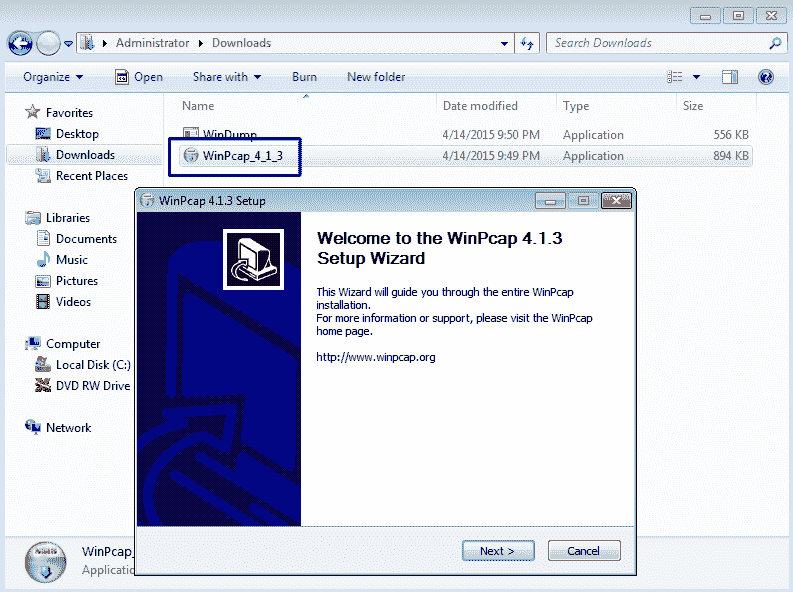 Administrator Downloads Search Downloads
Organize Open Share with Burn New folder
Name Date modified Type Size
Favorites
Desktop
Downloads
Recent Places
Libraries
Documents
Music
Pictures
Videos
Computer
Local Disk (C:)
DVD RW Drive
Network
WinDump 4/14/2015 9:50 PM Application 556 KB
WinPcap_4_1_3 4/14/2015 9:49 PM Application 894 KB
WinPcap 4.1.3 Setup
Welcome to the WinPcap 4.1.3
Setup Wizard
This Wizard will guide you through the entire WinPcap
installation.
For more information or support, please visit the WinPcap
home page.
http://www.winpcap.org
Next > Cancel
WinPcap_
Applicatio